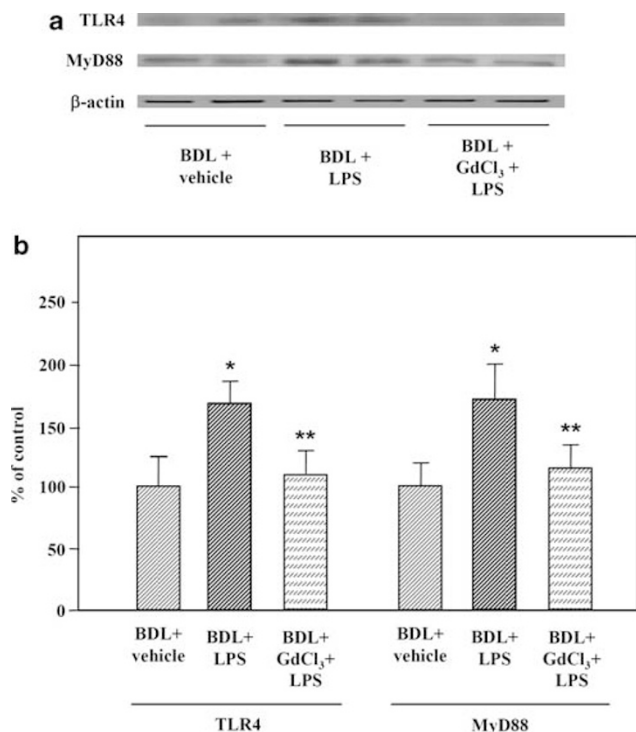 a
TLR4
MyD88
β-actin
BDL + vehicle
BDL + LPS
BDL + GdCl₃ + LPS
b
% of control
250
200
150
100
50
0
*
**
*
**
BDL+ vehicle
BDL+ LPS
BDL+ GdCl₃+ LPS
BDL+ vehicle
BDL+ LPS
BDL+ GdCl₃+ LPS
TLR4
MyD88